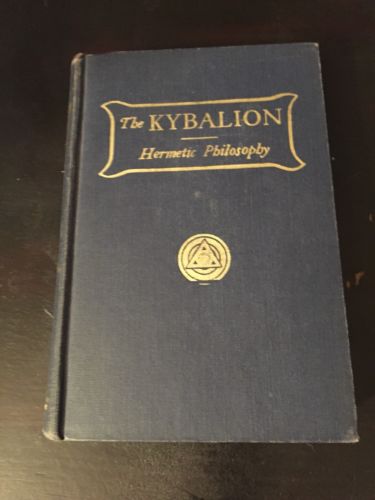 The KYBALION
Hermetic Philosophy